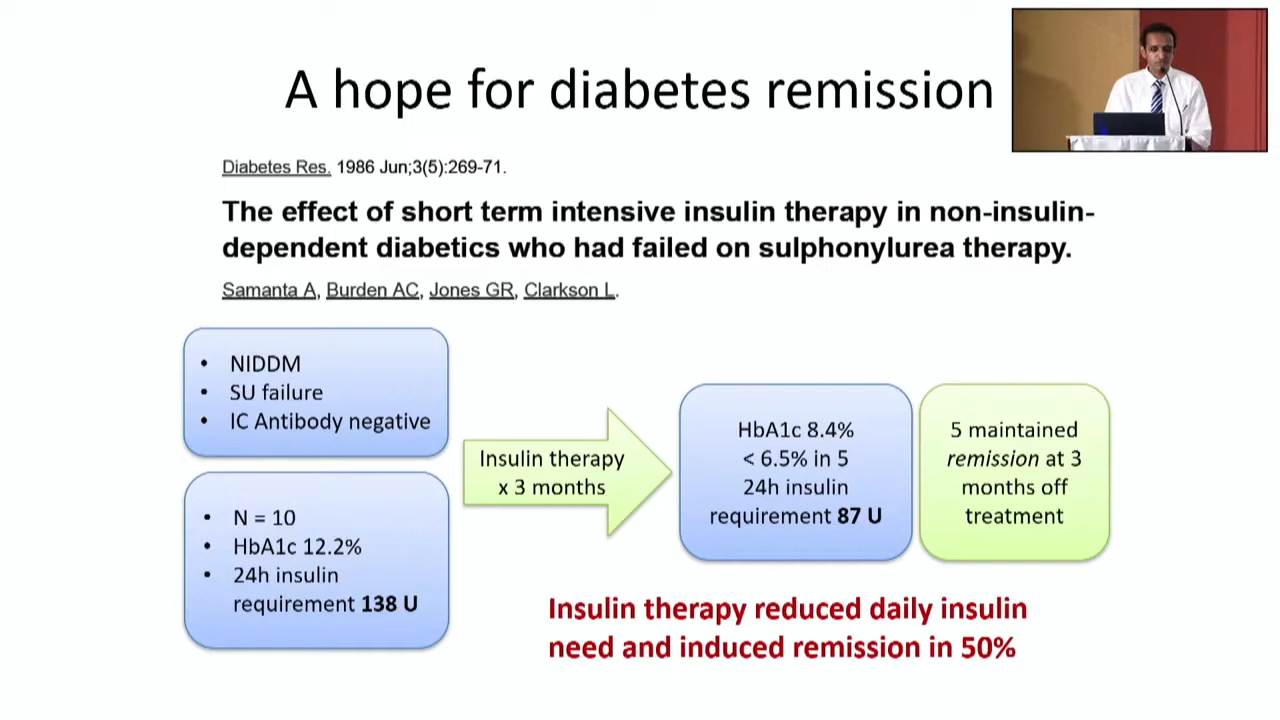 A hope for diabetes remission
Diabetes Res. 1986 Jun;3(5):269-71.
The effect of short term intensive insulin therapy in non-insulin-
dependent diabetics who had failed on sulphonylurea therapy.
Samanta A, Burden AC, Jones GR, Clarkson L.
• NIDDM
• SU failure
• IC Antibody negative
• N = 10
• HbA1c 12.2%
• 24h insulin
requirement 138 U
Insulin therapy
x 3 months
HbA1c 8.4%
< 6.5% in 5
24h insulin
requirement 87 U
5 maintained
remission at 3
months off
treatment
Insulin therapy reduced daily insulin
need and induced remission in 50%